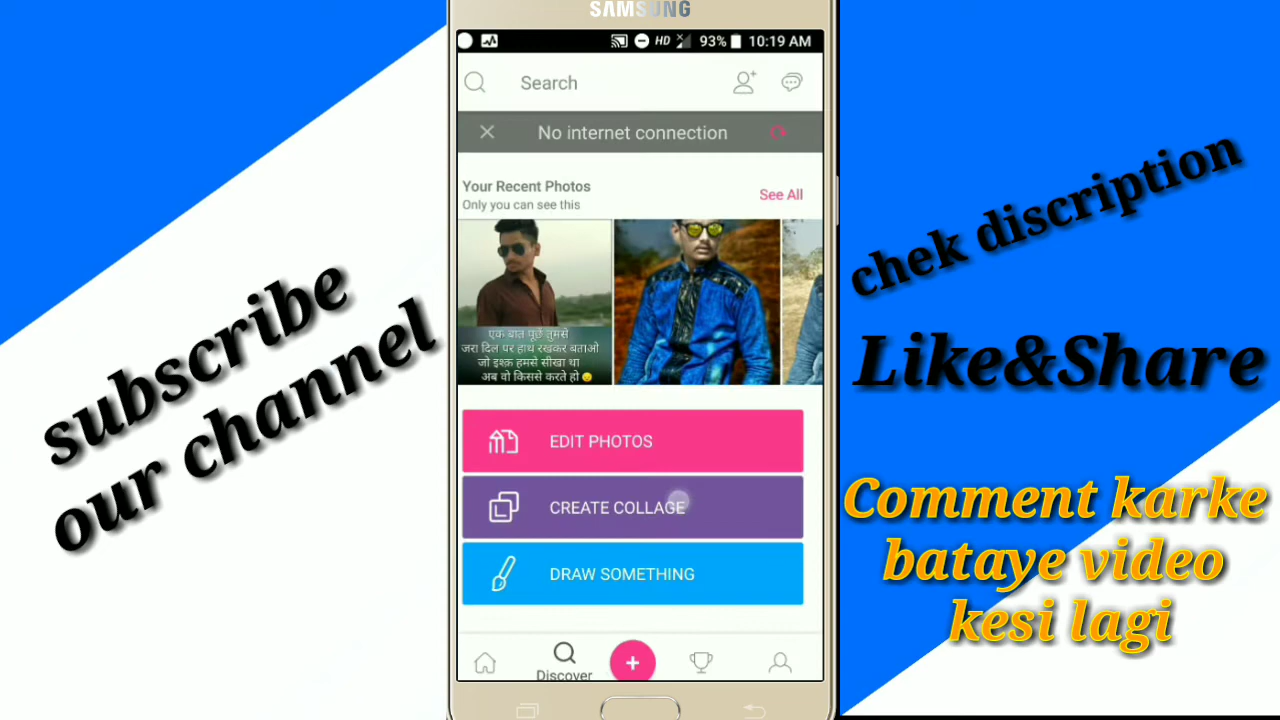 SAMSUNG
HD 93% 10:19 AM
Search
No internet connection
Your Recent Photos
See All
Only you can see this
एक बात पूछें तुमसे
जरा दिल पर हाथ रखकर बताओ
जो इश्क़ हमसे सीखा था
अब वो किससे करते हो
EDIT PHOTOS
CREATE COLLAGE
DRAW SOMETHING
Discover
subscribe
our channel
chek discription
Like&Share
Comment karke
bataye video
kesi lagi